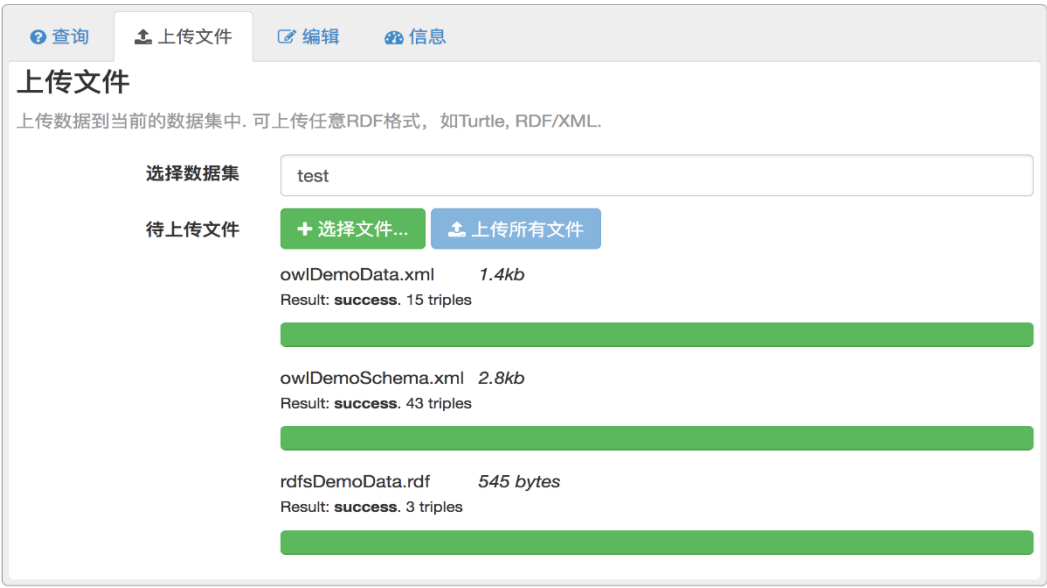 查询 上传文件 编辑 信息
上传文件
上传数据到当前的数据集中. 可上传任意RDF格式，如Turtle, RDF/XML.
选择数据集 test
待上传文件 选择文件... 上传所有文件
owlDemoData.xml 1.4kb
Result: success. 15 triples
owlDemoSchema.xml 2.8kb
Result: success. 43 triples
rdfsDemoData.rdf 545 bytes
Result: success. 3 triples